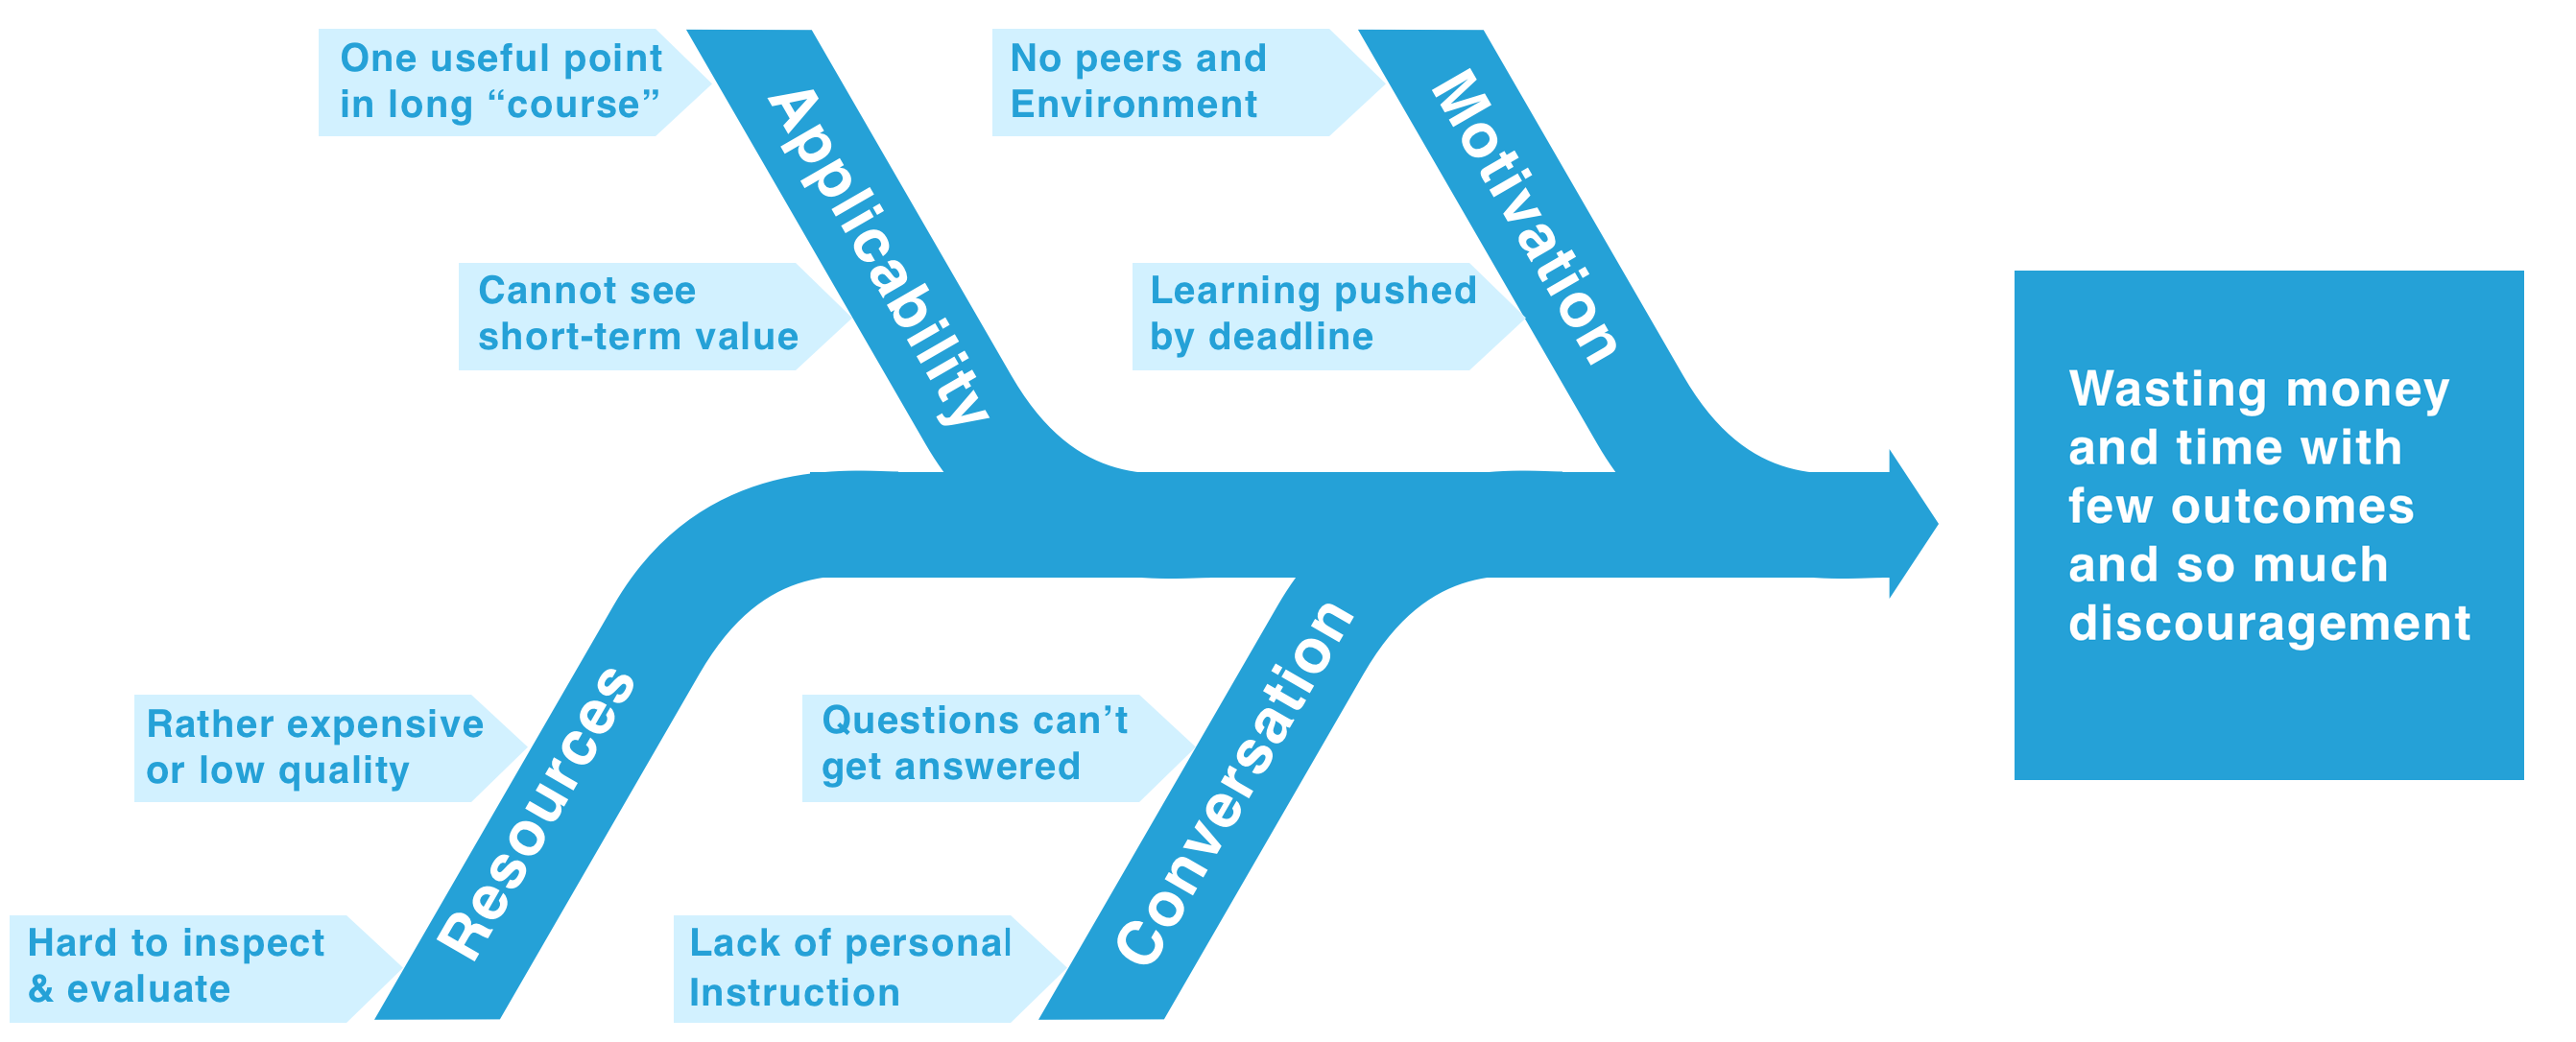 One useful point
in long “course”
Applicability
No peers and
Environment
Motivation
Cannot see
short-term value
Learning pushed
by deadline
Wasting money
and time with
few outcomes
and so much
discouragement
Rather expensive
or low quality
Resources
Questions can’t
get answered
Conversation
Hard to inspect
& evaluate
Lack of personal
Instruction